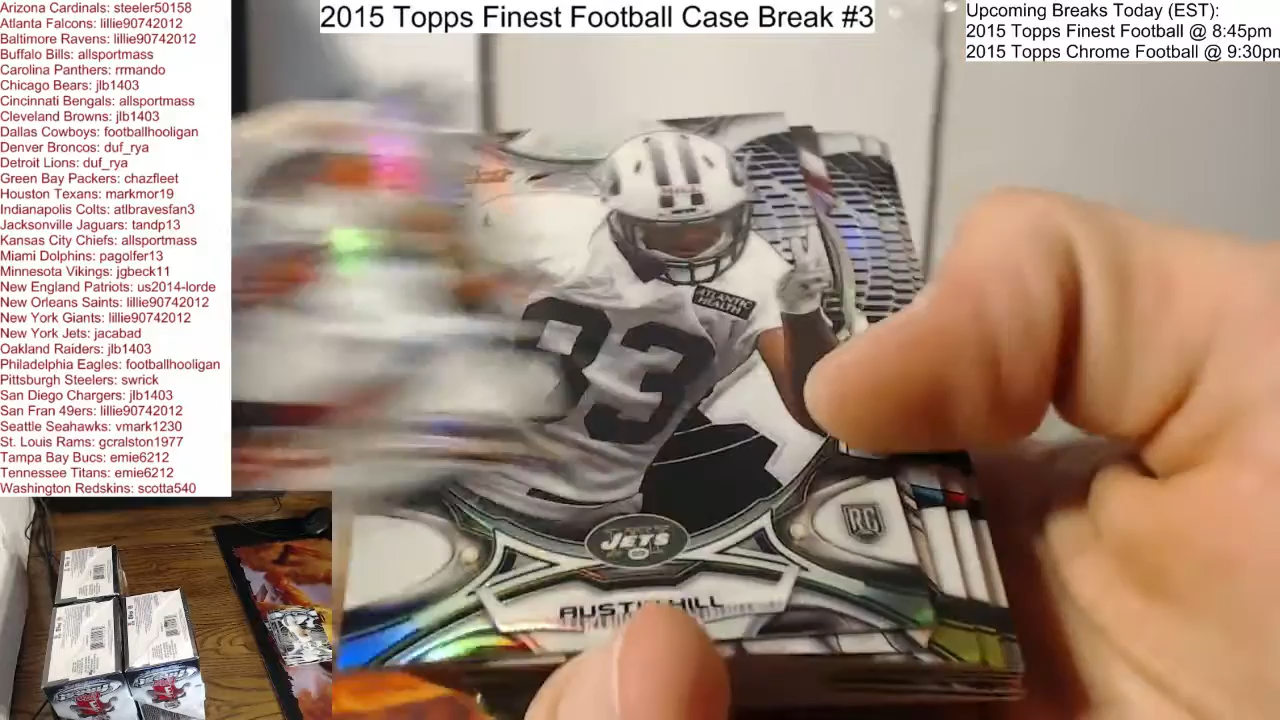 Arizona Cardinals: steeler50158
Atlanta Falcons: lillie90742012
Baltimore Ravens: lillie90742012
Buffalo Bills: allsportmass
Carolina Panthers: rrmando
Chicago Bears: jlb1403
Cincinnati Bengals: allsportmass
Cleveland Browns: jlb1403
Dallas Cowboys: footballhooligan
Denver Broncos: duf_rya
Detroit Lions: duf_rya
Green Bay Packers: chazfleet
Houston Texans: markmor19
Indianapolis Colts: atlbravesfan3
Jacksonville Jaguars: tandp13
Kansas City Chiefs: allsportmass
Miami Dolphins: pagolfer13
Minnesota Vikings: jgbeck11
New England Patriots: us2014-lorde
New Orleans Saints: lillie90742012
New York Giants: lillie90742012
New York Jets: jacabad
Oakland Raiders: jlb1403
Philadelphia Eagles: footballhooligan
Pittsburgh Steelers: swrick
San Diego Chargers: jlb1403
San Fran 49ers: lillie90742012
Seattle Seahawks: vmark1230
St. Louis Rams: gcralston1977
Tampa Bay Bucs: emie6212
Tennessee Titans: emie6212
Washington Redskins: scotta540
2015 Topps Finest Football Case Break #3
Upcoming Breaks Today (EST):
2015 Topps Finest Football @ 8:45pm
2015 Topps Chrome Football @ 9:30pm
ATLANTIC
HEALTH
83
RC
JETS
AUSTIN HILL